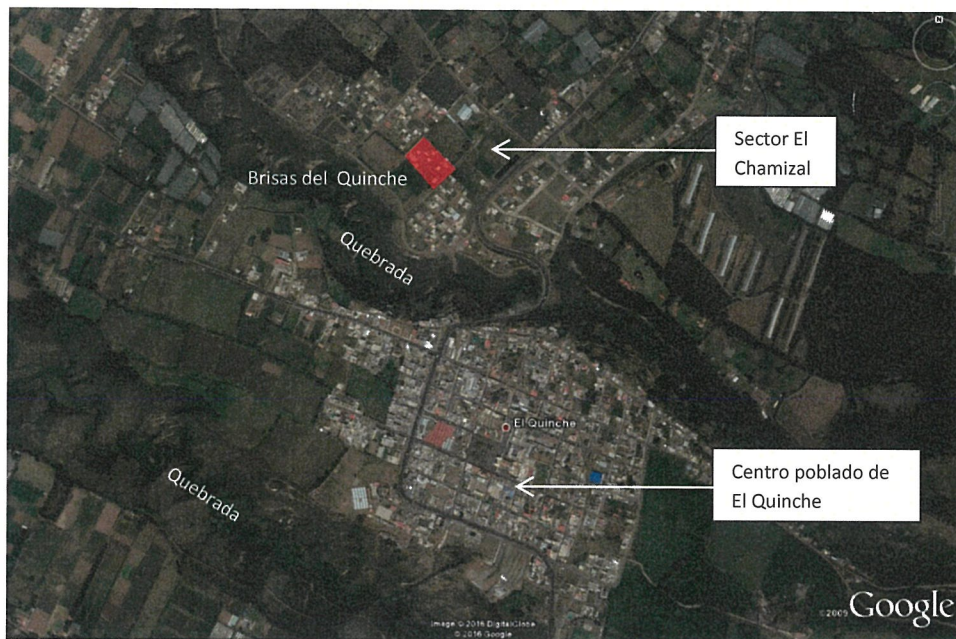 N
Sector El
Chamizal
Brisas del Quinche
Quebrada
El Quinche
Centro poblado de
El Quinche
Quebrada
Image © 2016 DigitalGlobe
© 2016 Google
©2009 Google